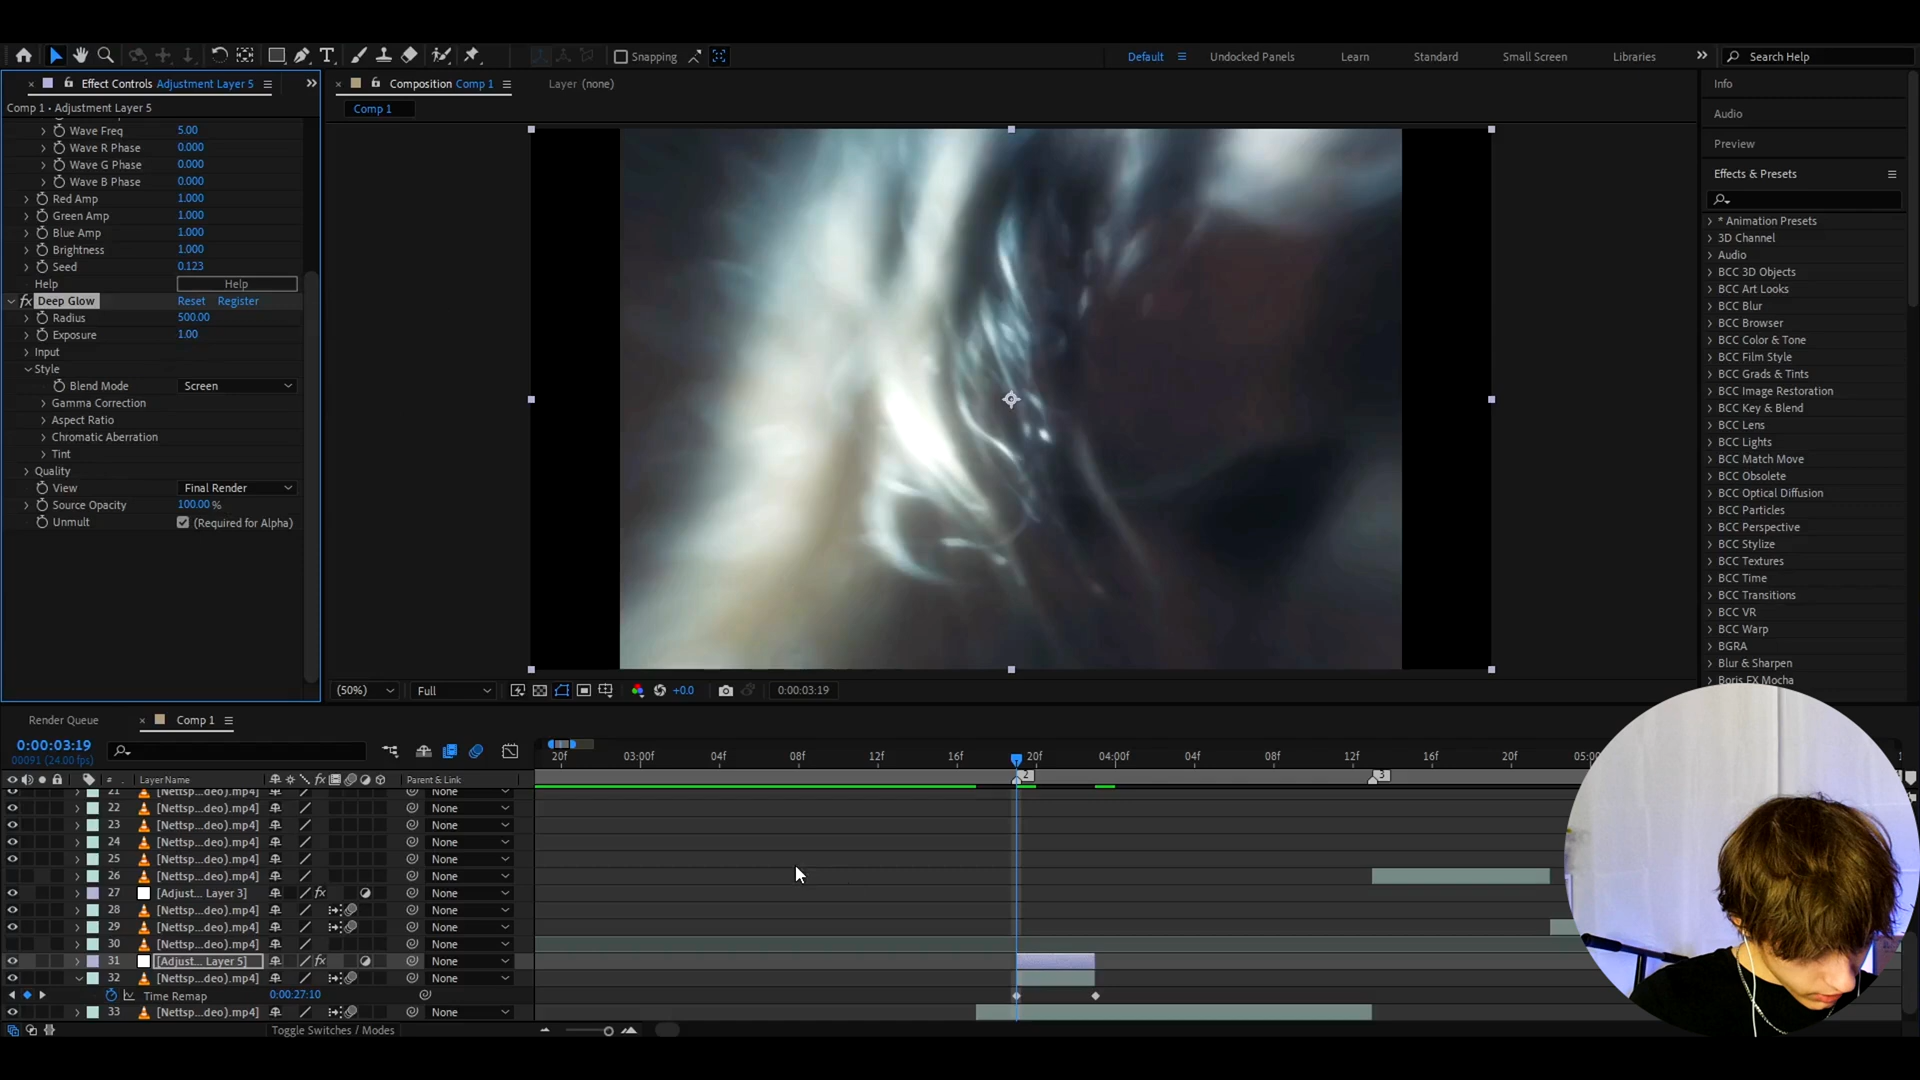 Snapping
Default
Undocked Panels
Learn
Standard
Small Screen
Libraries
Search Help
Effect Controls Adjustment Layer 5
Composition Comp 1
Layer (none)
Info
Comp 1 • Adjustment Layer 5
Comp 1
Audio
Wave Freq 5.00
Wave R Phase 0.000
Wave G Phase 0.000
Wave B Phase 0.000
Red Amp 1.000
Green Amp 1.000
Blue Amp 1.000
Brightness 1.000
Seed 0.123
Help Help
fx Deep Glow Reset Register
Radius 500.00
Exposure 1.00
Input
Style
Blend Mode Screen
Gamma Correction
Aspect Ratio
Chromatic Aberration
Tint
Quality
View Final Render
Source Opacity 100.00 %
Unmult (Required for Alpha)
Preview
Effects & Presets
* Animation Presets
3D Channel
Audio
BCC 3D Objects
BCC Art Looks
BCC Blur
BCC Browser
BCC Color & Tone
BCC Film Style
BCC Grads & Tints
BCC Image Restoration
BCC Key & Blend
BCC Lens
BCC Lights
BCC Match Move
BCC Obsolete
BCC Optical Diffusion
BCC Particles
BCC Perspective
BCC Stylize
BCC Textures
BCC Time
BCC Transitions
BCC VR
BCC Warp
BGRA
Blur & Sharpen
Boris FX Mocha
(50%) Full +0.0 0:00:03:19
Render Queue Comp 1
0:00:03:19
00091 (24.00 fps)
20f 03:00f 04f 08f 12f 16f 20f 04:00f 04f 08f 12f 16f 20f 05:00
2 3
# Layer Name fx Parent & Link
21 [Nettsp...deo).mp4] None
22 [Nettsp...deo).mp4] None
23 [Nettsp...deo).mp4] None
24 [Nettsp...deo).mp4] None
25 [Nettsp...deo).mp4] None
26 [Nettsp...deo).mp4] None
27 [Adjust... Layer 3] fx None
28 [Nettsp...deo).mp4] None
29 [Nettsp...deo).mp4] None
30 [Nettsp...deo).mp4] None
31 [Adjust... Layer 5] fx None
32 [Nettsp...deo).mp4] None
Time Remap 0:00:27:10
33 [Nettsp...deo).mp4] None
Toggle Switches / Modes